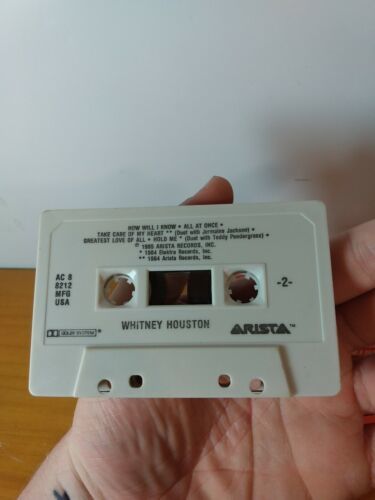 HOW WILL I KNOW • ALL AT ONCE •
TAKE CARE OF MY HEART ** (Duet with Jermaine Jackson) •
GREATEST LOVE OF ALL • HOLD ME * (Duet with Teddy Pendergrass)
℗ 1985 ARISTA RECORDS, INC.
* 1984 Elektra Records, Inc.
** 1984 Arista Records, Inc.
AC 8
8212
MFG
USA
-2-
DOLBY SYSTEM
WHITNEY HOUSTON
ARISTA™